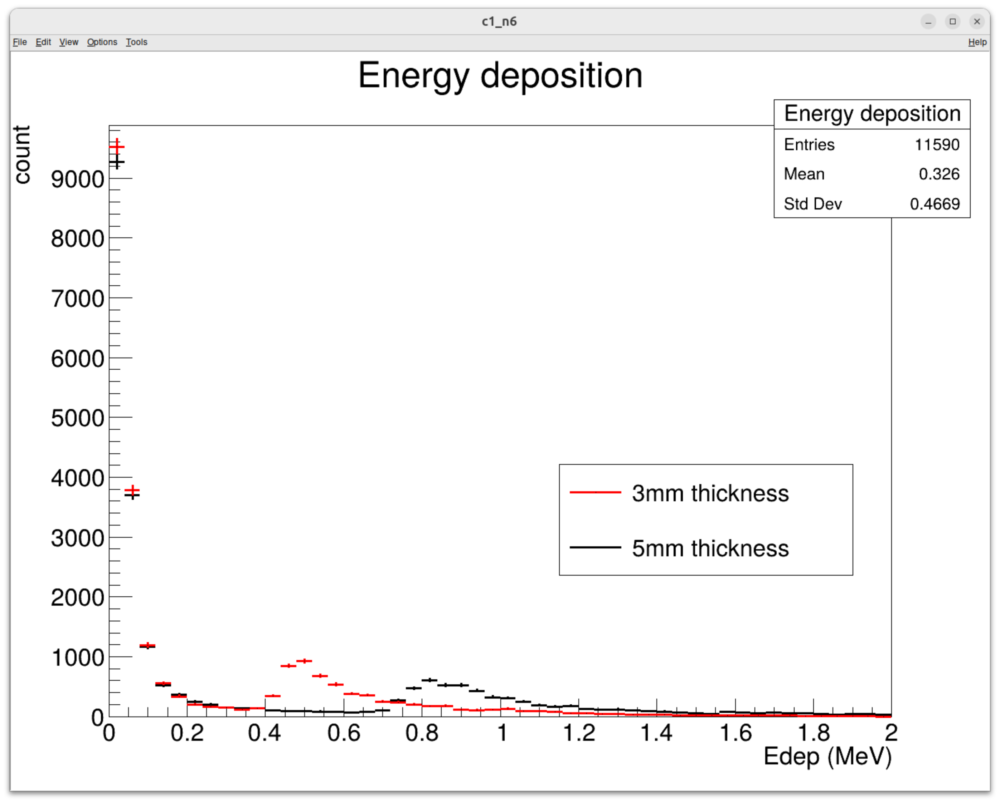 c1_n6
File Edit View Options Tools Help
Energy deposition
Energy deposition
Entries 11590
Mean 0.326
Std Dev 0.4669
count
9000
8000
7000
6000
5000
4000
3000
2000
1000
0
3mm thickness
5mm thickness
0 0.2 0.4 0.6 0.8 1 1.2 1.4 1.6 1.8 2
Edep (MeV)